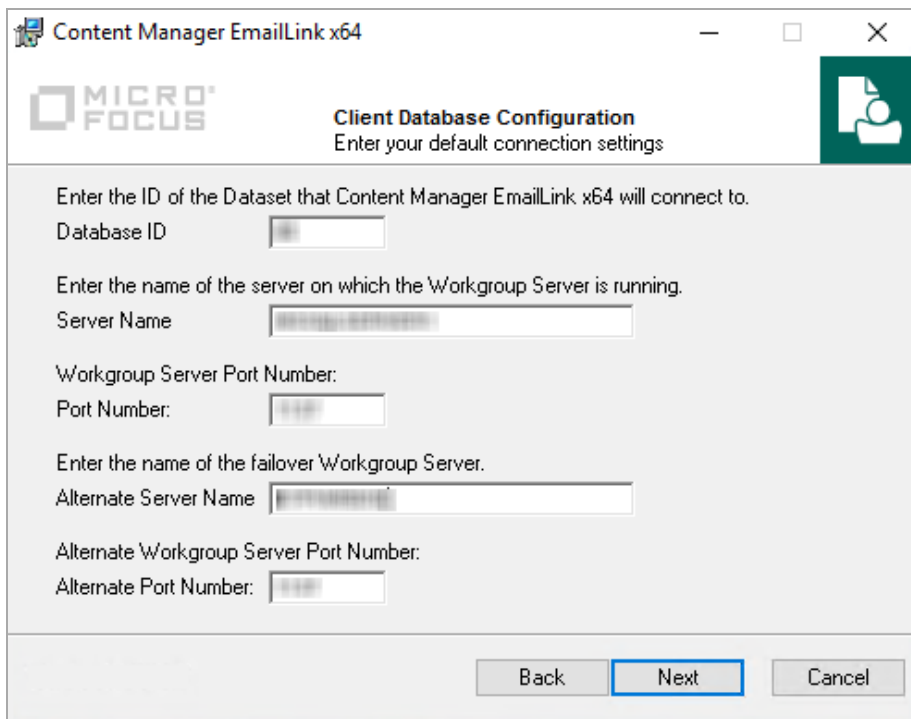 Content Manager EmailLink x64
MICRO
FOCUS
Client Database Configuration
Enter your default connection settings
Enter the ID of the Dataset that Content Manager EmailLink x64 will connect to.
Database ID
Enter the name of the server on which the Workgroup Server is running.
Server Name
Workgroup Server Port Number:
Port Number:
Enter the name of the failover Workgroup Server.
Alternate Server Name
Alternate Workgroup Server Port Number:
Alternate Port Number:
Back Next Cancel